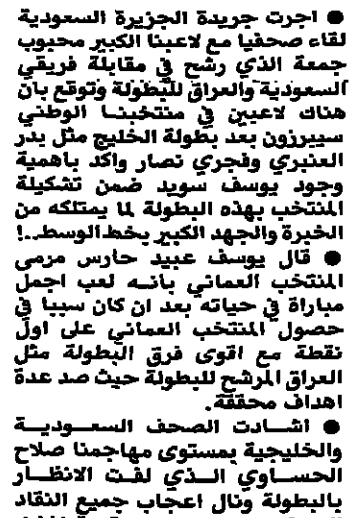 ● اجرت جريدة الجزيرة السعودية
لقاء صحفيا مع لاعبنا الكبير محبوب
جمعة الذي رشح في مقابلة فريقي
السعودية والعراق للبطولة وتوقع بان
هناك لاعبين في منتخبنا الوطني
سيبرزون بعد بطولة الخليج مثل بدر
العنبري وفجري نصار واكد باهمية
وجود يوسف سويد ضمن تشكيلة
المنتخب بهذه البطولة لما يمتلكه من
الخبرة والجهد الكبير بخط الوسط..!
● قال يوسف عبيد حارس مرمى
المنتخب العماني بانه لعب اجمل
مباراة في حياته بعد ان كان سببا في
حصول المنتخب العماني على اول
نقطة مع اقوى فرق البطولة مثل
العراق المرشح للبطولة حيث صد عدة
اهداف محققة.
● اشادت الصحف السعودية
والخليجية بمستوى مهاجمنا صلاح
الحساوي الذي لفت الانظار
بالبطولة ونال اعجاب جميع النقاد